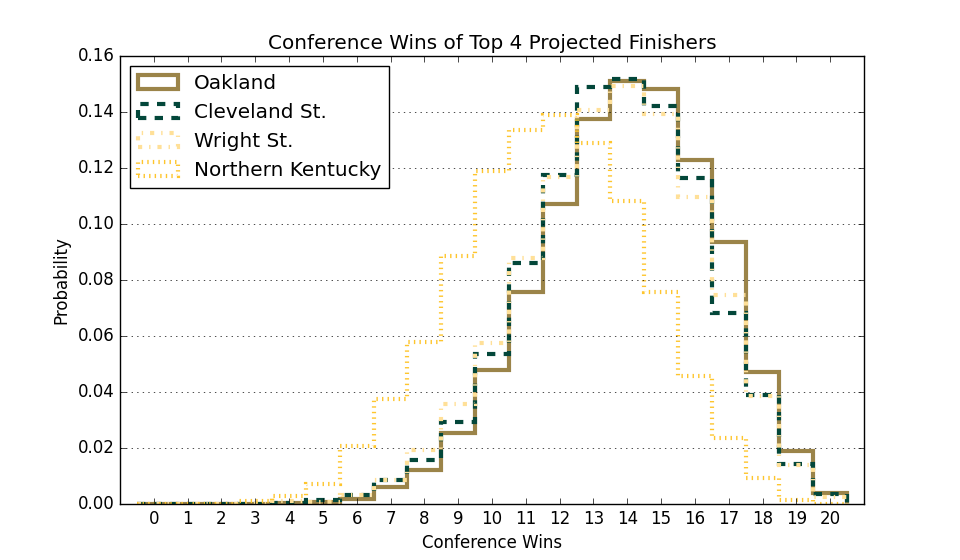 Conference Wins of Top 4 Projected Finishers
0.16
0.14
0.12
0.10
0.08
0.06
0.04
0.02
0.00
Probability
Oakland
Cleveland St.
Wright St.
Northern Kentucky
0 1 2 3 4 5 6 7 8 9 10 11 12 13 14 15 16 17 18 19 20
Conference Wins